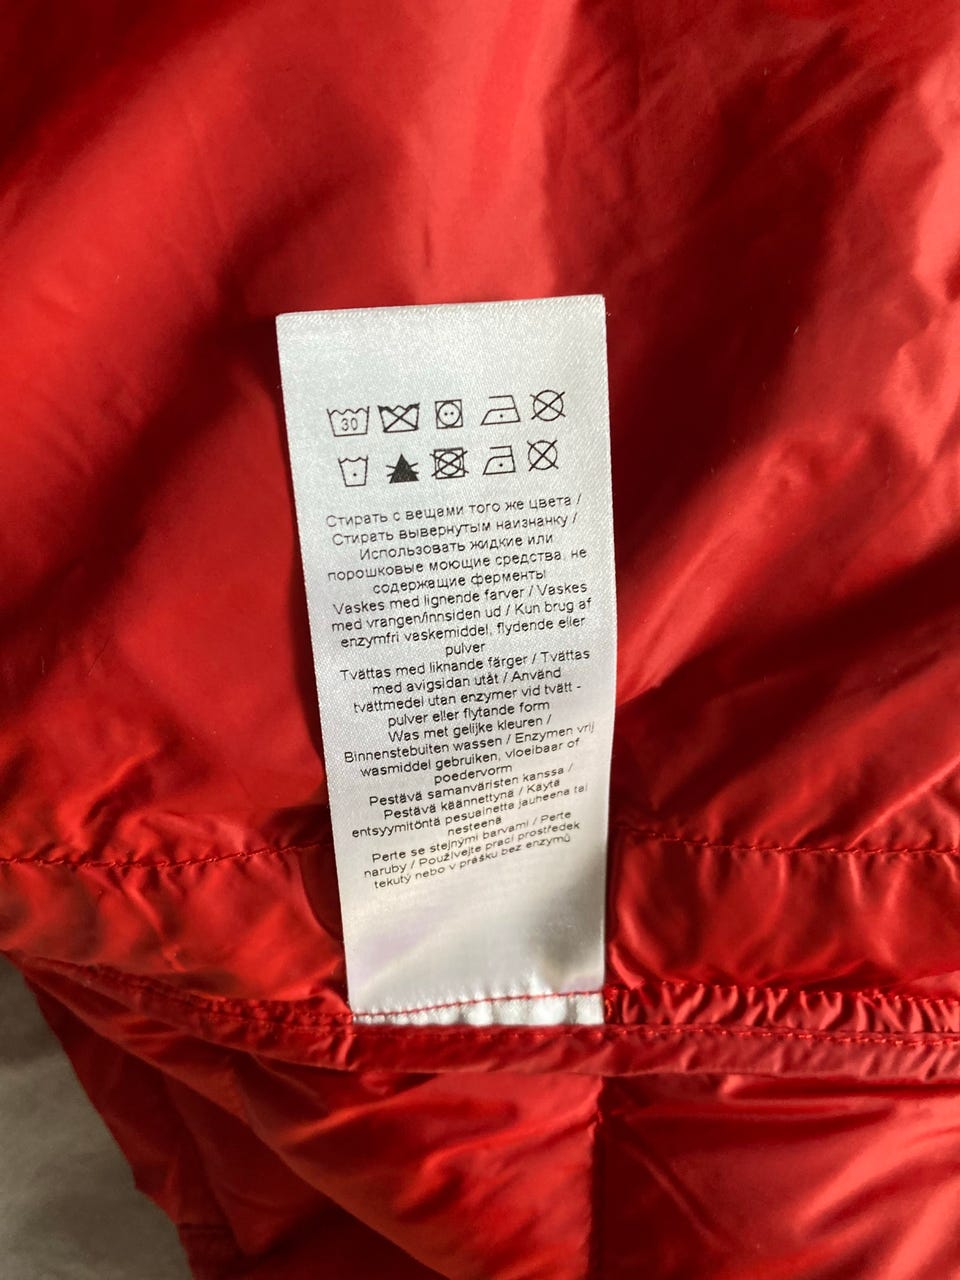 30
Стирать с вещами того же цвета /
Стирать вывернутым наизнанку /
Использовать жидкие или
порошковые моющие средства, не
содержащие ферменты
Vaskes med lignende farver / Vaskes
med vrangen/innsiden ud / Kun brug af
enzymfri vaskemiddel, flydende eller
pulver
Tvättas med liknande färger / Tvättas
med avigsidan utåt / Använd
tvättmedel utan enzymer vid tvätt -
pulver eller flytande form
Was met gelijke kleuren /
Binnenstebuiten wassen / Enzymen vrij
wasmiddel gebruiken, vloeibaar of
poedervorm
Pestävä samanväristen kanssa /
Pestävä käännettynä / Käytä
entsyymitöntä pesuainetta jauheena tai
nesteenä
Perte se stejnými barvami / Perte
naruby / Používejte prací prostředek
tekutý nebo v prášku bez enzymů